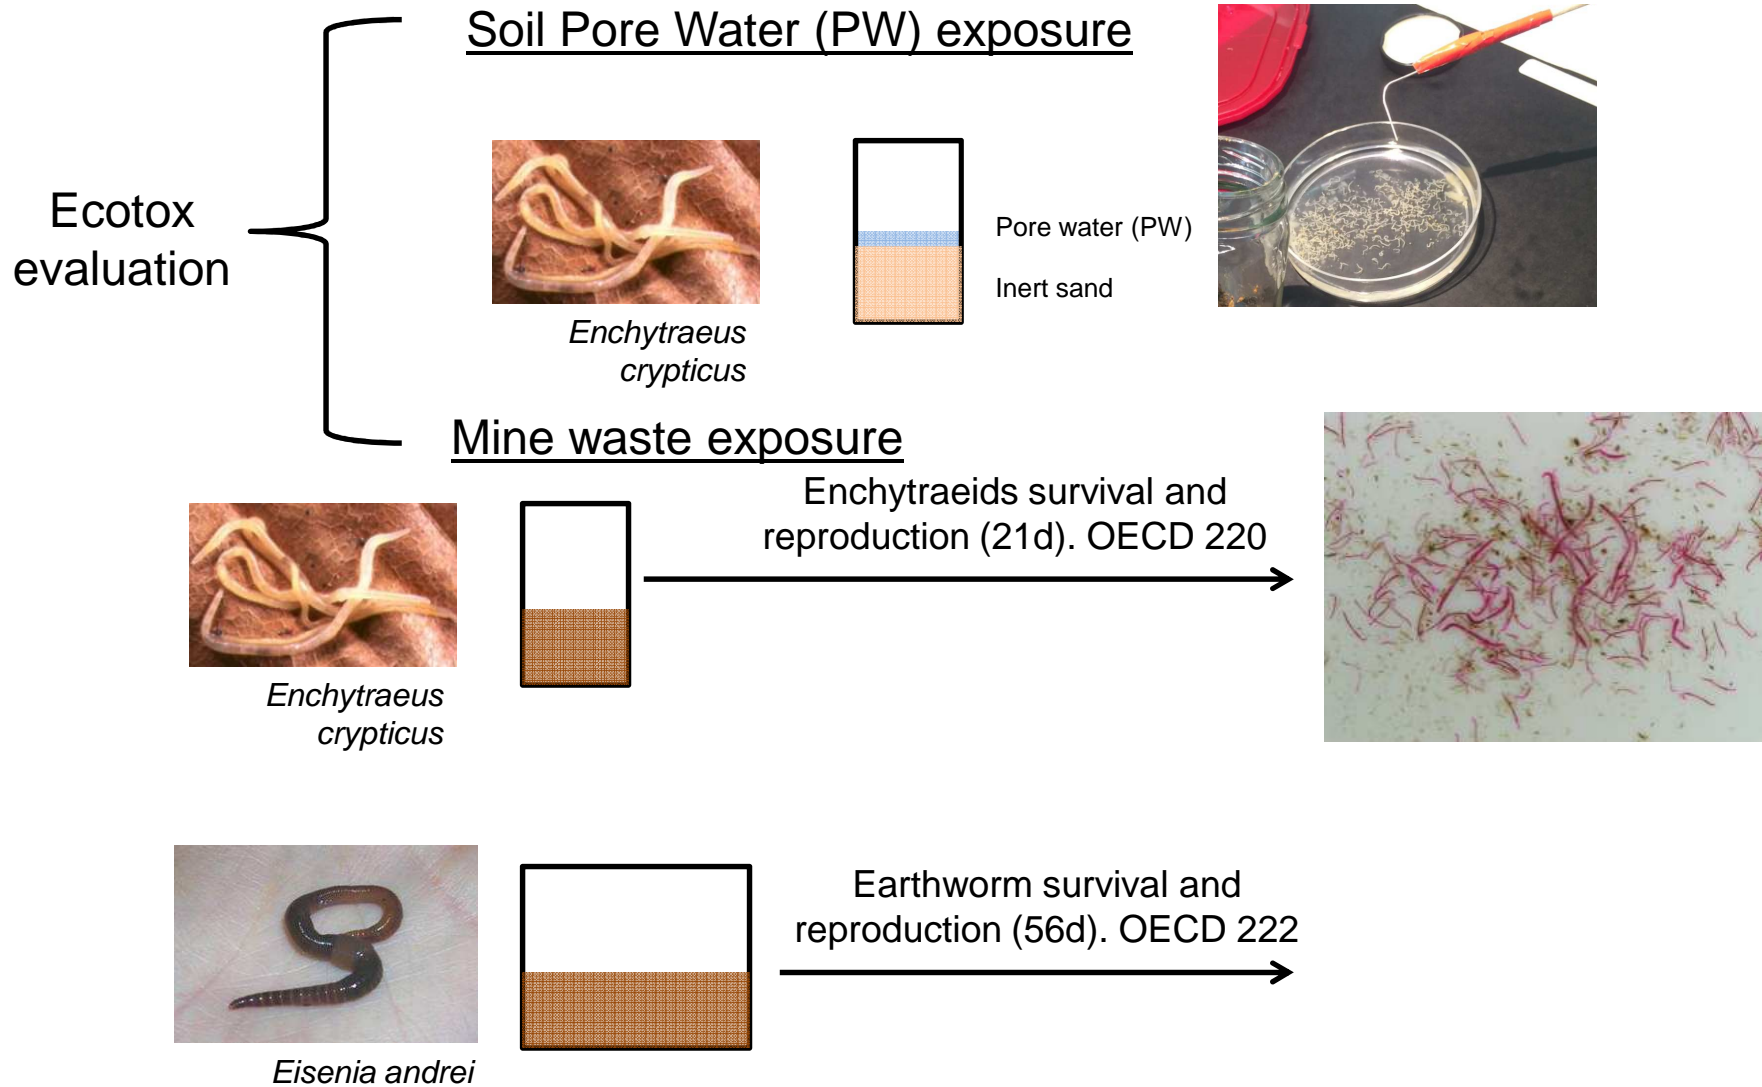 Soil Pore Water (PW) exposure
Ecotox
evaluation
Pore water (PW)
Inert sand
Enchytraeus
crypticus
Mine waste exposure
Enchytraeids survival and
reproduction (21d). OECD 220
Enchytraeus
crypticus
Earthworm survival and
reproduction (56d). OECD 222
Eisenia andrei